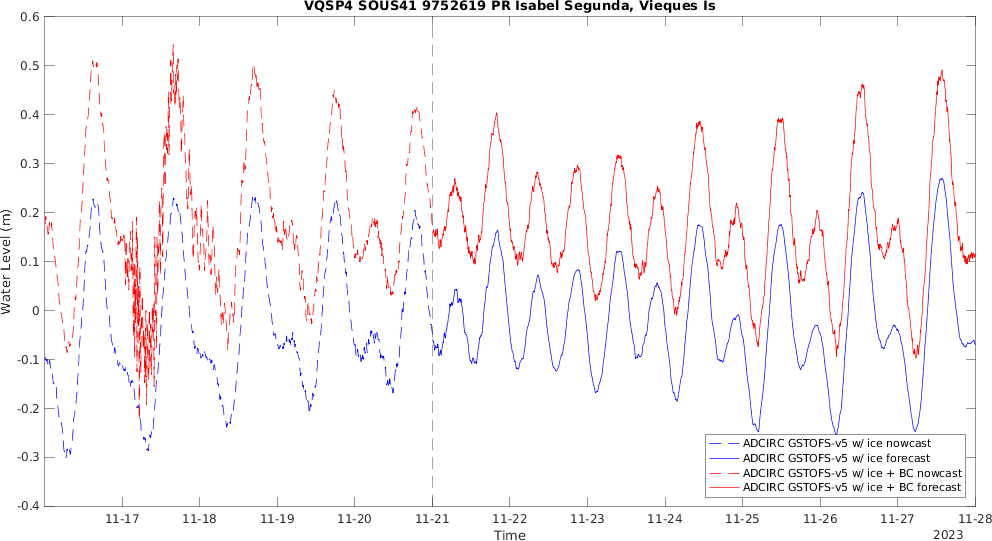 VQSP4 SOUS41 9752619 PR Isabel Segunda, Vieques Is
0.6
0.5
0.4
0.3
0.2
0.1
0
-0.1
-0.2
-0.3
-0.4
Water Level (m)
ADCIRC GSTOFS-v5 w/ ice nowcast
ADCIRC GSTOFS-v5 w/ ice forecast
ADCIRC GSTOFS-v5 w/ ice + BC nowcast
ADCIRC GSTOFS-v5 w/ ice + BC forecast
11-17 11-18 11-19 11-20 11-21 11-22 11-23 11-24 11-25 11-26 11-27 11-28
Time
2023